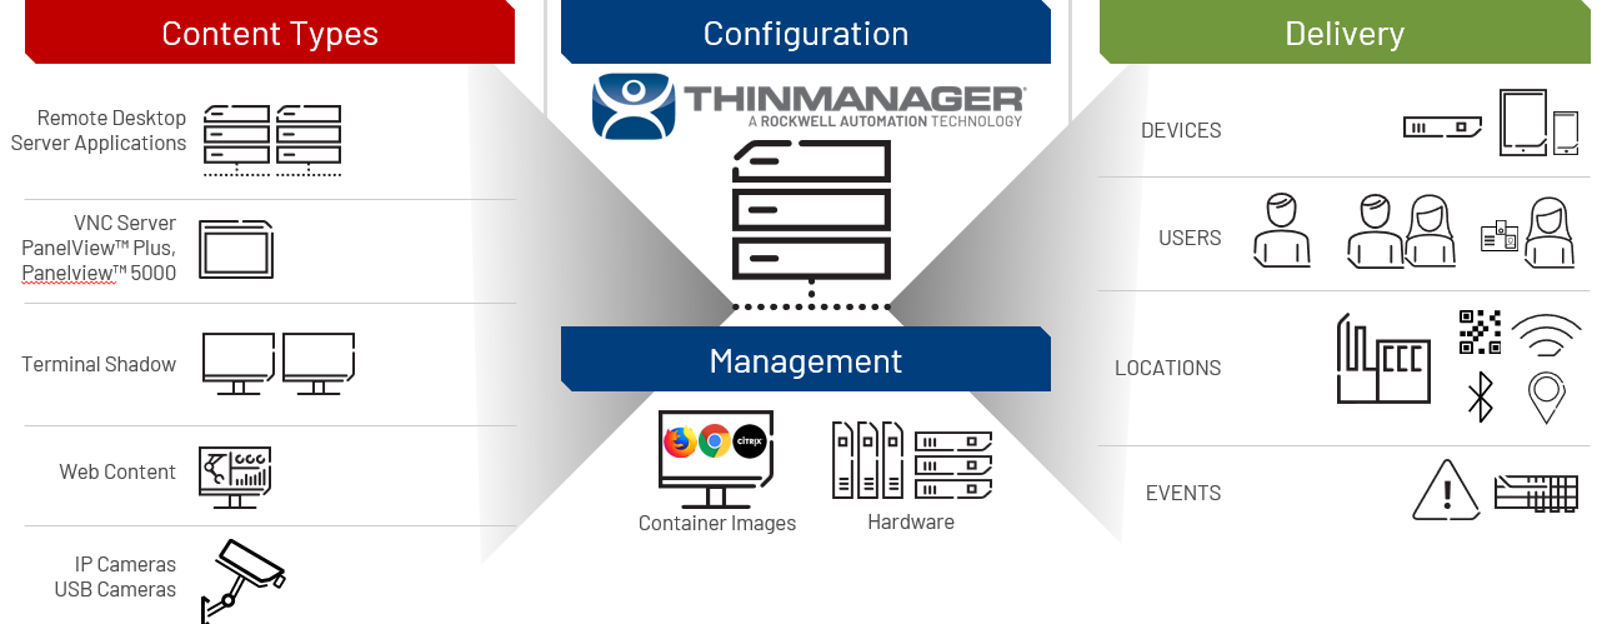 Content Types
Remote Desktop
Server Applications
VNC Server
PanelView™ Plus,
Panelview™ 5000
Terminal Shadow
Web Content
IP Cameras
USB Cameras
Configuration
THINMANAGER®
A ROCKWELL AUTOMATION TECHNOLOGY
Management
citrix
Container Images
Hardware
Delivery
DEVICES
USERS
LOCATIONS
EVENTS